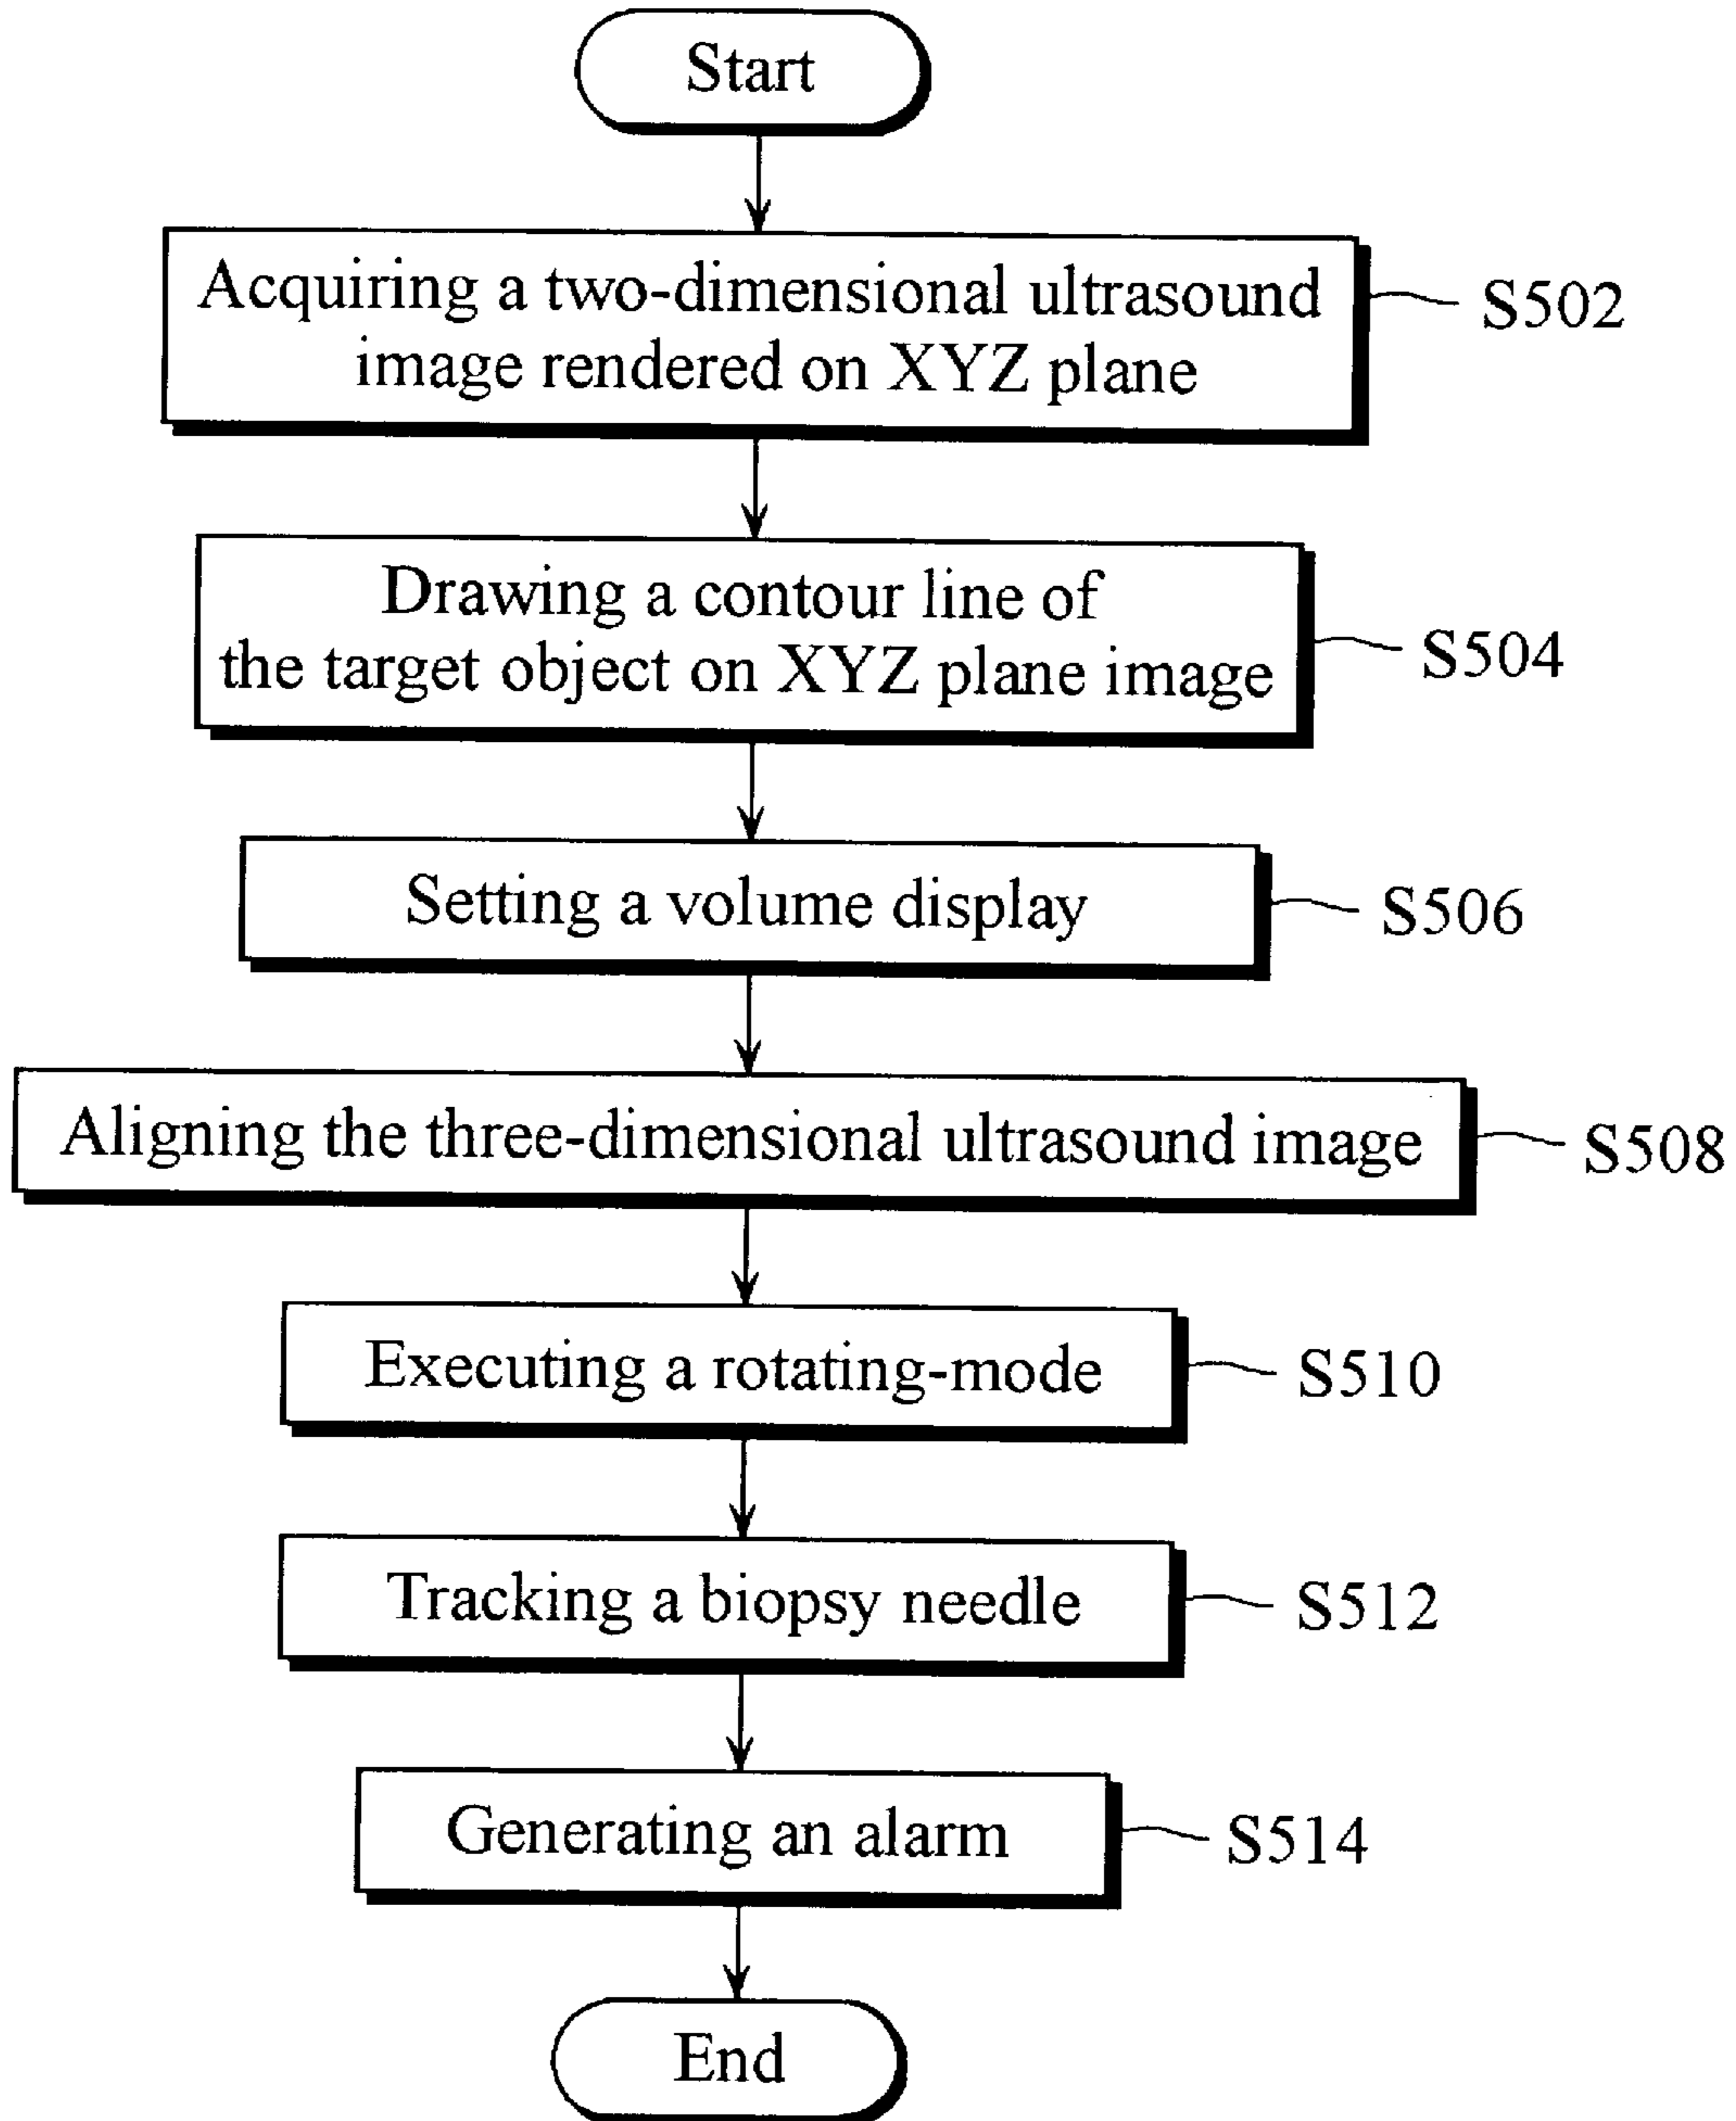 Start
Acquiring a two-dimensional ultrasound
image rendered on XYZ plane
S502
Drawing a contour line of
the target object on XYZ plane image
S504
Setting a volume display
S506
Aligning the three-dimensional ultrasound image
S508
Executing a rotating-mode
S510
Tracking a biopsy needle
S512
Generating an alarm
S514
End